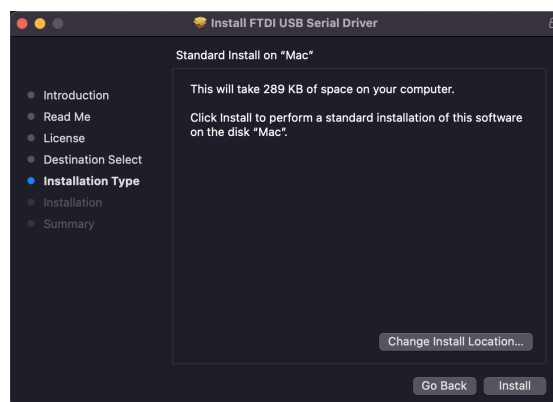 Install FTDI USB Serial Driver
Standard Install on “Mac”
Introduction
Read Me
License
Destination Select
Installation Type
Installation
Summary
This will take 289 KB of space on your computer.
Click Install to perform a standard installation of this software
on the disk “Mac”.
Change Install Location...
Go Back
Install